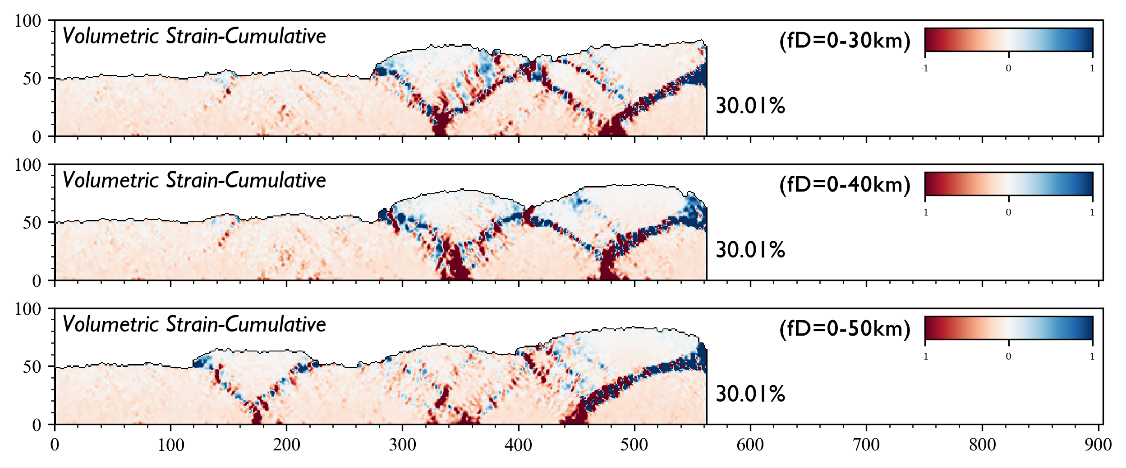 100
Volumetric Strain-Cumulative
(fD=0-30km)
50
1 0 1
30.01%
0
100
Volumetric Strain-Cumulative
(fD=0-40km)
50
1 0 1
30.01%
0
100
Volumetric Strain-Cumulative
(fD=0-50km)
50
1 0 1
30.01%
0
0 100 200 300 400 500 600 700 800 900